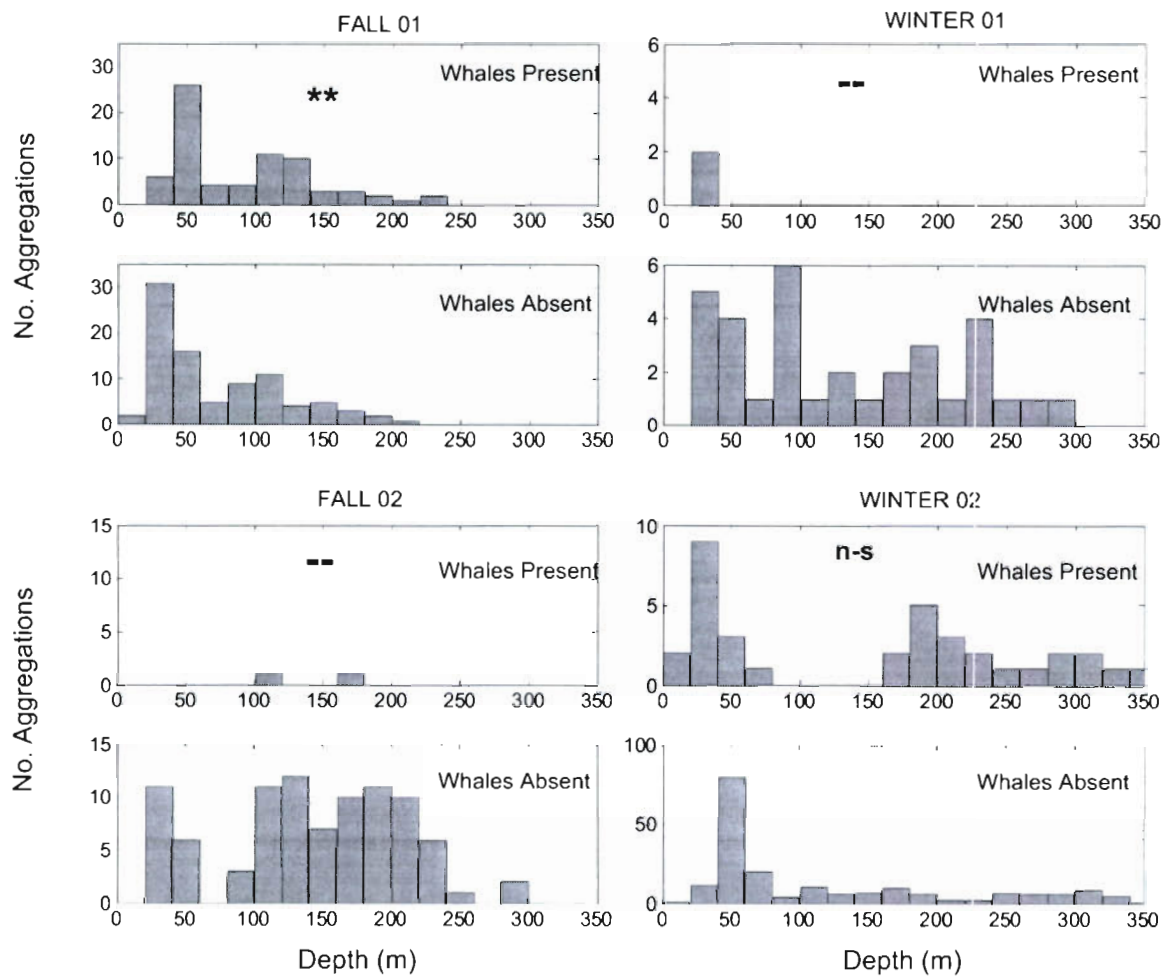 FALL 01
WINTER 01
No. Aggregations
Whales Present
**
30
20
10
0
0 50 100 150 200 250 300 350
Whales Present
--
6
4
2
0
0 50 100 150 200 250 300 350
Whales Absent
30
20
10
0
0 50 100 150 200 250 300 350
Whales Absent
6
4
2
0
0 50 100 150 200 250 300 350
FALL 02
WINTER 02
No. Aggregations
Whales Present
--
15
10
5
0
0 50 100 150 200 250 300 350
Whales Present
n-s
10
5
0
0 50 100 150 200 250 300 350
Whales Absent
15
10
5
0
0 50 100 150 200 250 300 350
Whales Absent
100
50
0
0 50 100 150 200 250 300 350
Depth (m)
Depth (m)